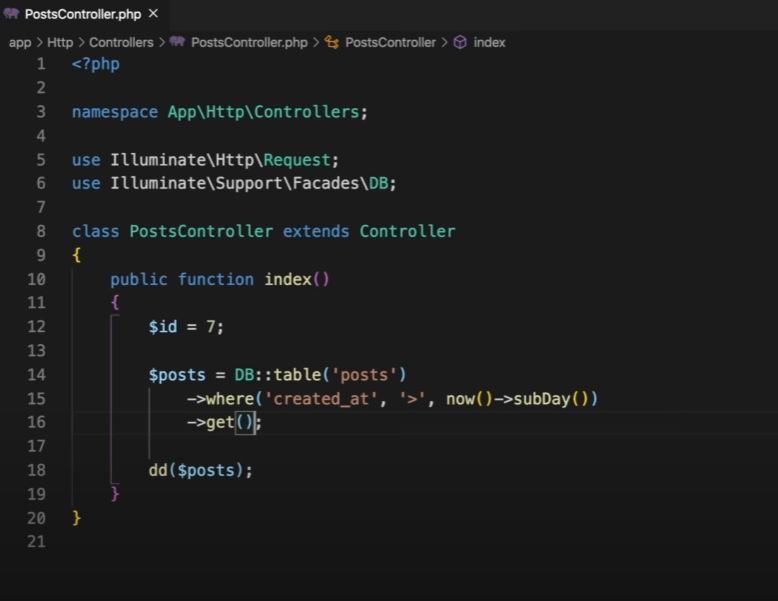 PostsController.php ×
app > Http > Controllers > PostsController.php > PostsController > index
1 <?php
2
3 namespace App\Http\Controllers;
4
5 use Illuminate\Http\Request;
6 use Illuminate\Support\Facades\DB;
7
8 class PostsController extends Controller
9 {
10     public function index()
11     {
12         $id = 7;
13
14         $posts = DB::table('posts')
15             ->where('created_at', '>', now()->subDay())
16             ->get();
17
18         dd($posts);
19     }
20 }
21